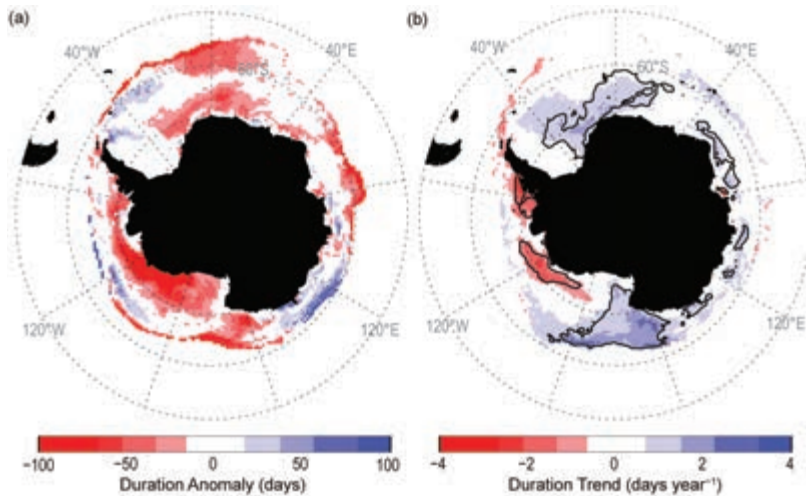 (a)
40°W
40°E
60°S
120°W
120°E
−100
−50
0
50
100
Duration Anomaly (days)
(b)
40°W
40°E
60°S
120°W
120°E
−4
−2
0
2
4
Duration Trend (days year⁻¹)